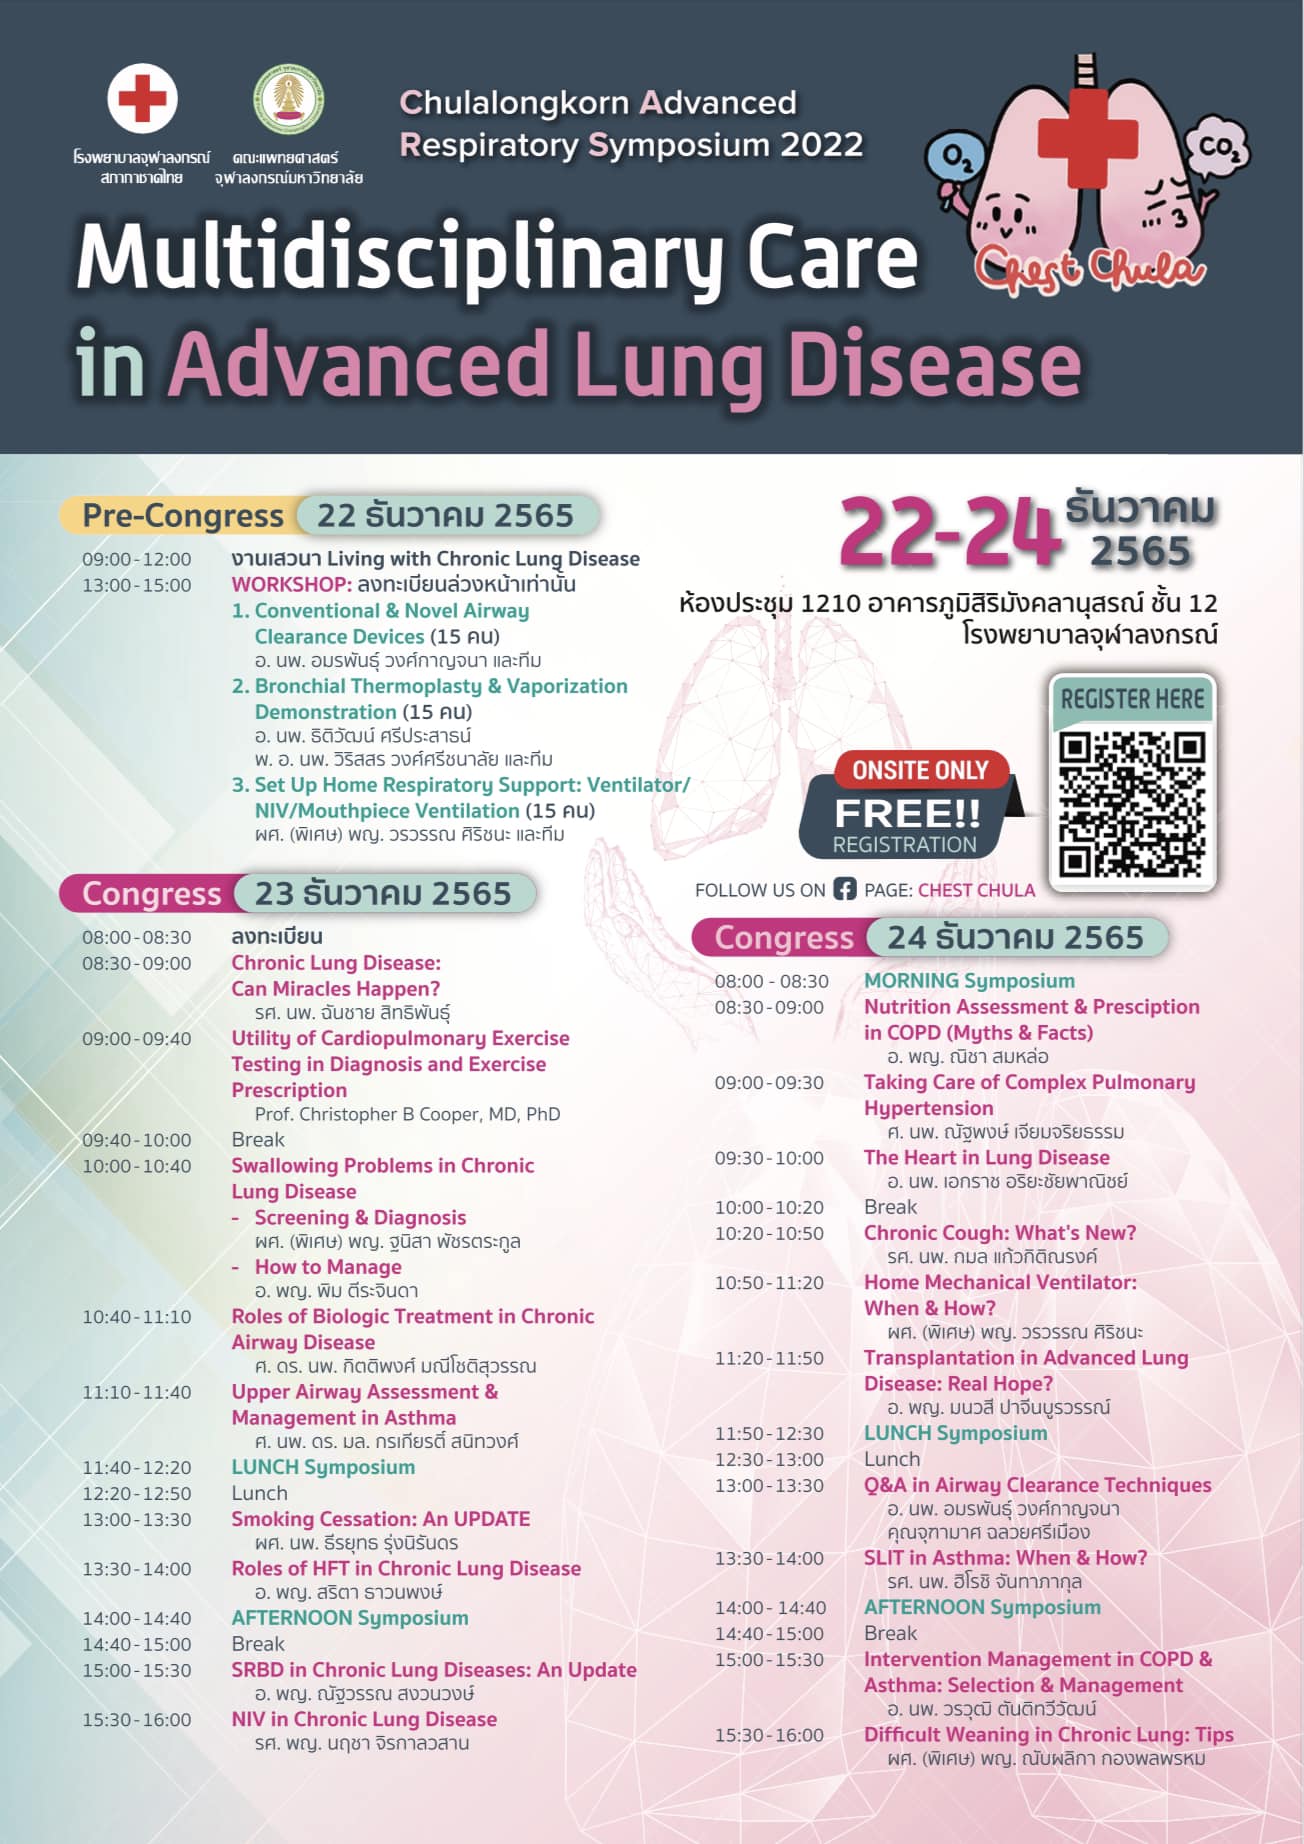 โรงพยาบาลจุฬาลงกรณ์
สภากาชาดไทย
คณะแพทยศาสตร์
จุฬาลงกรณ์มหาวิทยาลัย
Chulalongkorn Advanced
Respiratory Symposium 2022
O2
CO2
Chest Chula
Multidisciplinary Care
in Advanced Lung Disease
Pre-Congress 22 ธันวาคม 2565
09:00-12:00 งานเสวนา Living with Chronic Lung Disease
13:00-15:00 WORKSHOP: ลงทะเบียนล่วงหน้าเท่านั้น
1. Conventional & Novel Airway
Clearance Devices (15 คน)
อ. นพ. อมรพันธุ์ วงศ์กาญจนา และทีม
2. Bronchial Thermoplasty & Vaporization
Demonstration (15 คน)
อ. นพ. ธิติวัฒน์ ศรีประสาธน์
พ. อ. นพ. วิริสสร วงศ์ศรีชนาลัย และทีม
3. Set Up Home Respiratory Support: Ventilator/
NIV/Mouthpiece Ventilation (15 คน)
ผศ. (พิเศษ) พญ. วรวรรณ ศิริชนะ และทีม
22-24 ธันวาคม
2565
ห้องประชุม 1210 อาคารภูมิสิริมังคลานุสรณ์ ชั้น 12
โรงพยาบาลจุฬาลงกรณ์
REGISTER HERE
ONSITE ONLY
FREE!!
REGISTRATION
FOLLOW US ON PAGE: CHEST CHULA
Congress 23 ธันวาคม 2565
08:00-08:30 ลงทะเบียน
08:30-09:00 Chronic Lung Disease:
Can Miracles Happen?
รศ. นพ. ฉันชาย สิทธิพันธุ์
09:00-09:40 Utility of Cardiopulmonary Exercise
Testing in Diagnosis and Exercise
Prescription
Prof. Christopher B Cooper, MD, PhD
09:40-10:00 Break
10:00-10:40 Swallowing Problems in Chronic
Lung Disease
- Screening & Diagnosis
ผศ. (พิเศษ) พญ. ฐนิสา พัชรตระกูล
- How to Manage
อ. พญ. พิม ตีระจินดา
10:40-11:10 Roles of Biologic Treatment in Chronic
Airway Disease
ศ. ดร. นพ. กิตติพงศ์ มณีโชติสุวรรณ
11:10-11:40 Upper Airway Assessment &
Management in Asthma
ศ. นพ. ดร. มล. กรเกียรติ์ สนิทวงศ์
11:40-12:20 LUNCH Symposium
12:20-12:50 Lunch
13:00-13:30 Smoking Cessation: An UPDATE
ผศ. นพ. ธีรยุทธ รุ่งนิรันดร
13:30-14:00 Roles of HFT in Chronic Lung Disease
อ. พญ. สริตา ธาวนพงษ์
14:00-14:40 AFTERNOON Symposium
14:40-15:00 Break
15:00-15:30 SRBD in Chronic Lung Diseases: An Update
อ. พญ. ณัฐวรรณ สงวนวงษ์
15:30-16:00 NIV in Chronic Lung Disease
รศ. พญ. นฤชา จิรกาลวสาน
Congress 24 ธันวาคม 2565
08:00 - 08:30 MORNING Symposium
08:30-09:00 Nutrition Assessment & Presciption
in COPD (Myths & Facts)
อ. พญ. ณิชา สมหล่อ
09:00-09:30 Taking Care of Complex Pulmonary
Hypertension
ศ. นพ. ณัฐพงษ์ เจียมจริยธรรม
09:30-10:00 The Heart in Lung Disease
อ. นพ. เอกราช อริยะชัยพาณิชย์
10:00-10:20 Break
10:20-10:50 Chronic Cough: What's New?
รศ. นพ. กมล แก้วกิติณรงค์
10:50-11:20 Home Mechanical Ventilator:
When & How?
ผศ. (พิเศษ) พญ. วรวรรณ ศิริชนะ
11:20-11:50 Transplantation in Advanced Lung
Disease: Real Hope?
อ. พญ. มนวสี ปาจีนบูรวรรณ์
11:50-12:30 LUNCH Symposium
12:30-13:00 Lunch
13:00-13:30 Q&A in Airway Clearance Techniques
อ. นพ. อมรพันธุ์ วงศ์กาญจนา
คุณจุฑามาศ ฉลวยศรีเมือง
13:30-14:00 SLIT in Asthma: When & How?
รศ. นพ. ฮิโรชิ จันทาภากุล
14:00 - 14:40 AFTERNOON Symposium
14:40-15:00 Break
15:00-15:30 Intervention Management in COPD &
Asthma: Selection & Management
อ. นพ. วรวุฒิ ตันติทวีวัฒน์
15:30-16:00 Difficult Weaning in Chronic Lung: Tips
ผศ. (พิเศษ) พญ. ณับผลิกา กองพลพรหม